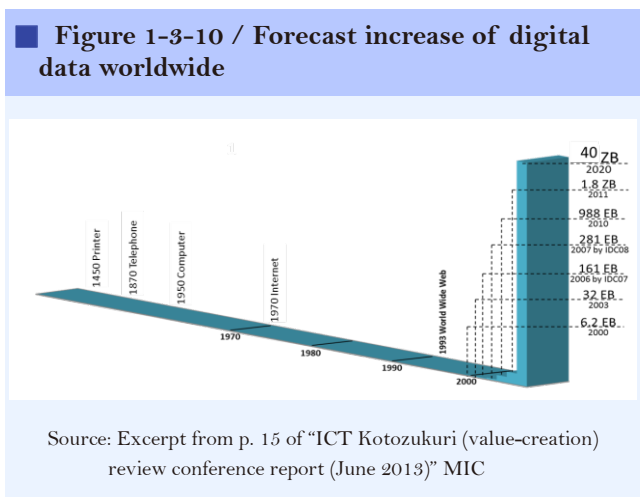 Figure 1-3-10 / Forecast increase of digital
data worldwide
1450 Printer
1870 Telephone
1950 Computer
1970 Internet
1993 World Wide Web
1970
1980
1990
2000
40 ZB
2020
1.8 ZB
2011
988 EB
2010
281 EB
2007 by IDC08
161 EB
2006 by IDC07
32 EB
2003
6.2 EB
2000
Source: Excerpt from p. 15 of “ICT Kotozukuri (value-creation)
review conference report (June 2013)” MIC